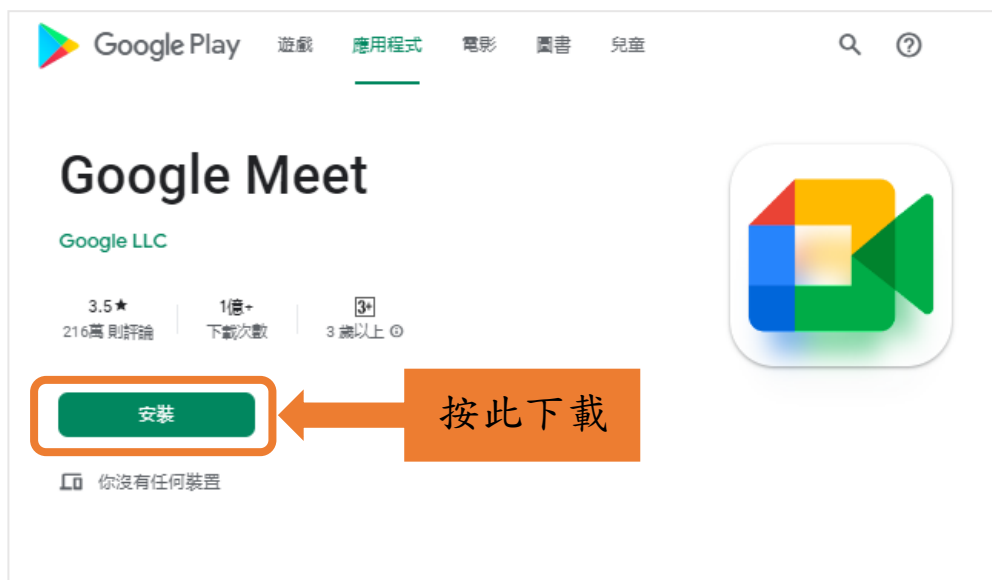 Google Play 遊戲 應用程式 電影 圖書 兒童
Google Meet
Google LLC
3.5★ 1億+ 3+
216萬 則評論 下載次數 3 歲以上
安裝
按此下載
你沒有任何裝置